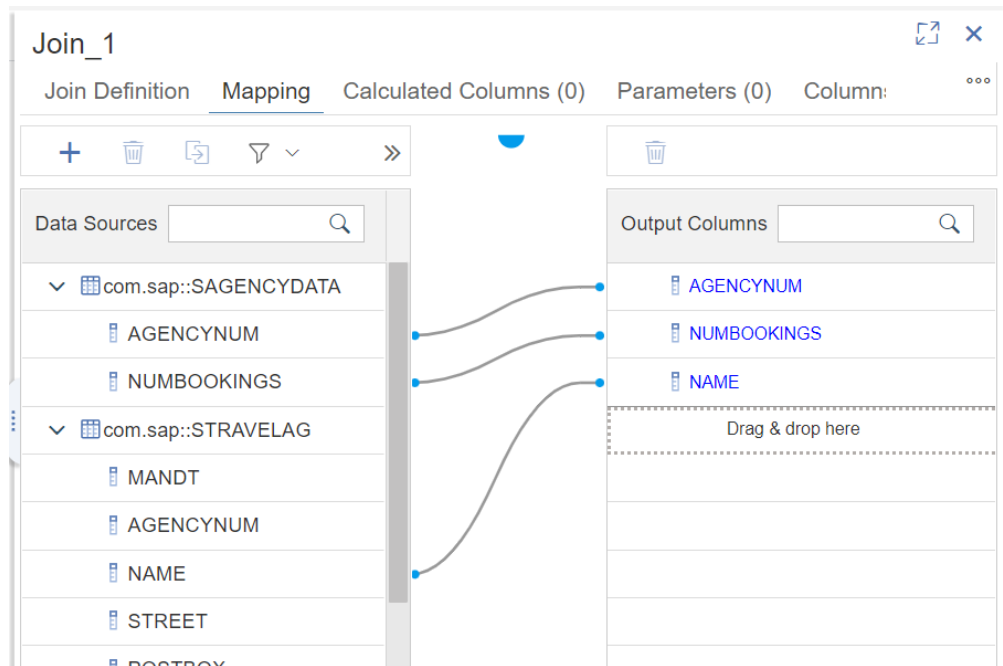 Join_1
Join Definition Mapping Calculated Columns (0) Parameters (0) Column
Data Sources
Output Columns
com.sap::SAGENCYDATA
AGENCYNUM
AGENCYNUM
NUMBOOKINGS
NUMBOOKINGS
NAME
com.sap::STRAVELAG
Drag & drop here
MANDT
AGENCYNUM
NAME
STREET
POSTBOX